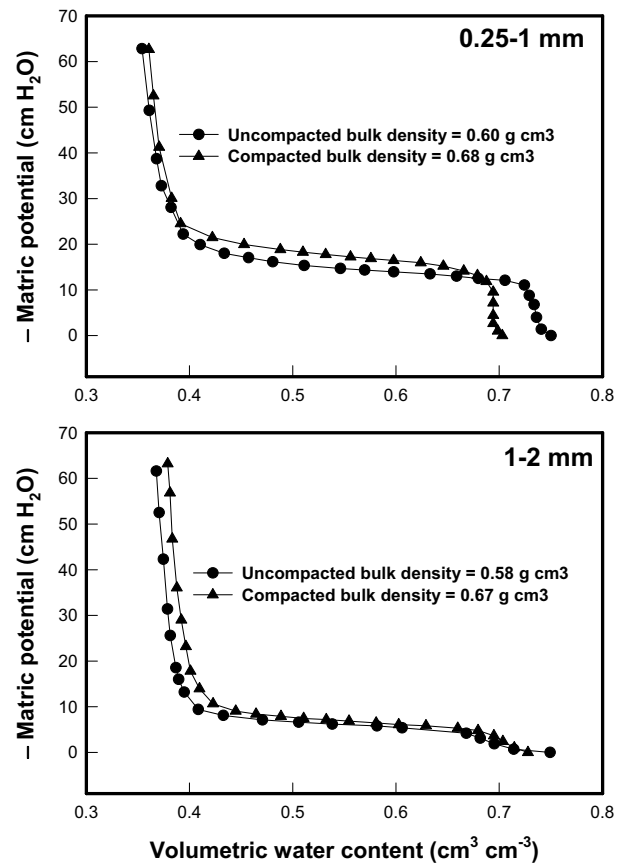 70
60
50
40
30
20
10
0
– Matric potential (cm H₂O)
0.25-1 mm
Uncompacted bulk density = 0.60 g cm3
Compacted bulk density = 0.68 g cm3
0.3 0.4 0.5 0.6 0.7 0.8
70
60
50
40
30
20
10
0
– Matric potential (cm H₂O)
1-2 mm
Uncompacted bulk density = 0.58 g cm3
Compacted bulk density = 0.67 g cm3
0.3 0.4 0.5 0.6 0.7 0.8
Volumetric water content (cm³ cm⁻³)